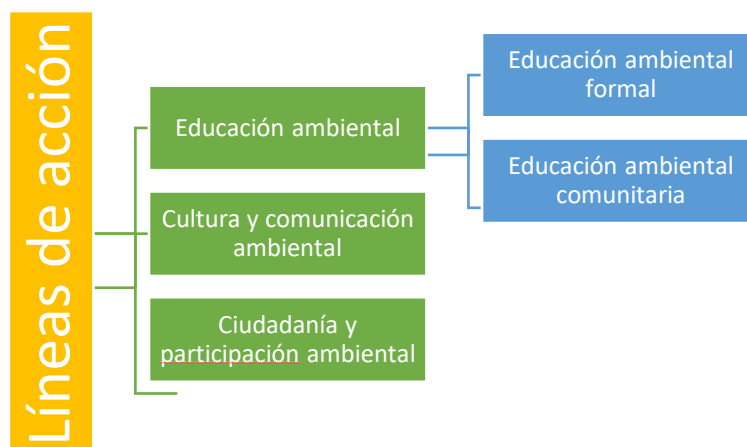 Líneas de acción
Educación ambiental
Cultura y comunicación
ambiental
Ciudadanía y
participación ambiental
Educación ambiental
formal
Educación ambiental
comunitaria